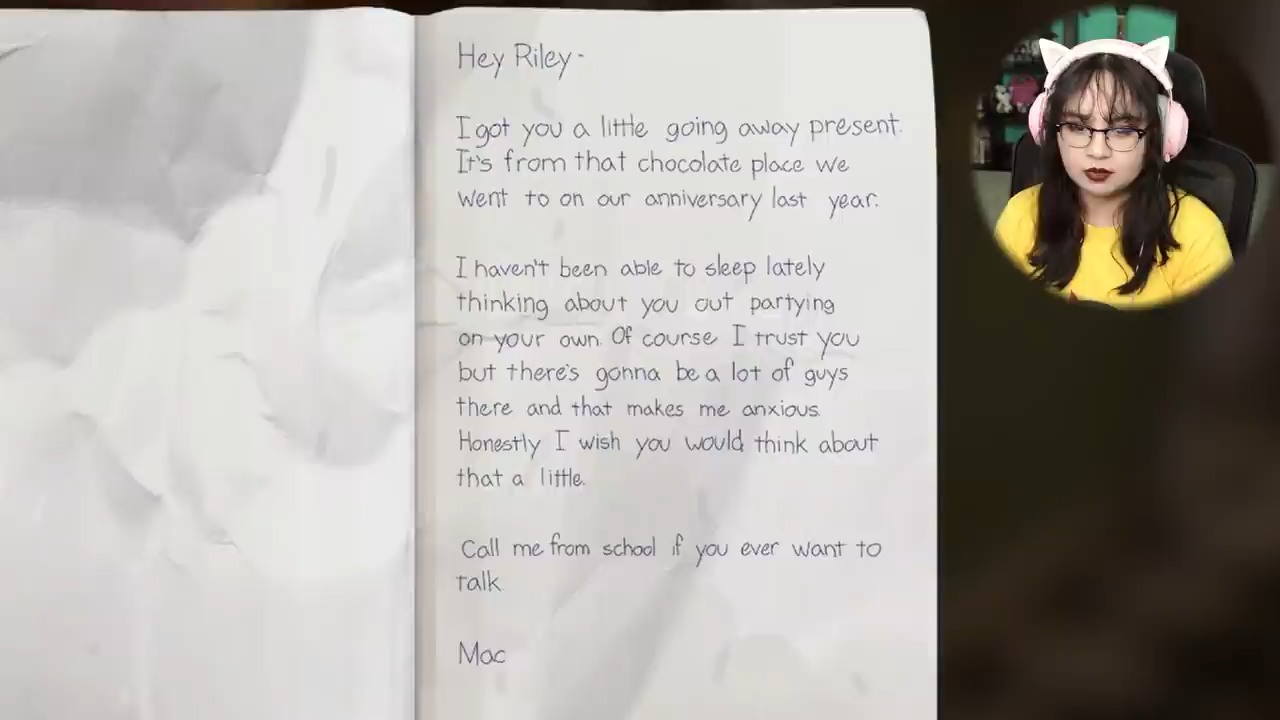 Hey Riley-
I got you a little going away present.
It's from that chocolate place we
went to on our anniversary last year.
I haven't been able to sleep lately
thinking about you out partying
on your own. Of course I trust you
but there's gonna be a lot of guys
there and that makes me anxious.
Honestly I wish you would think about
that a little.
Call me from school if you ever want to
talk
Mac